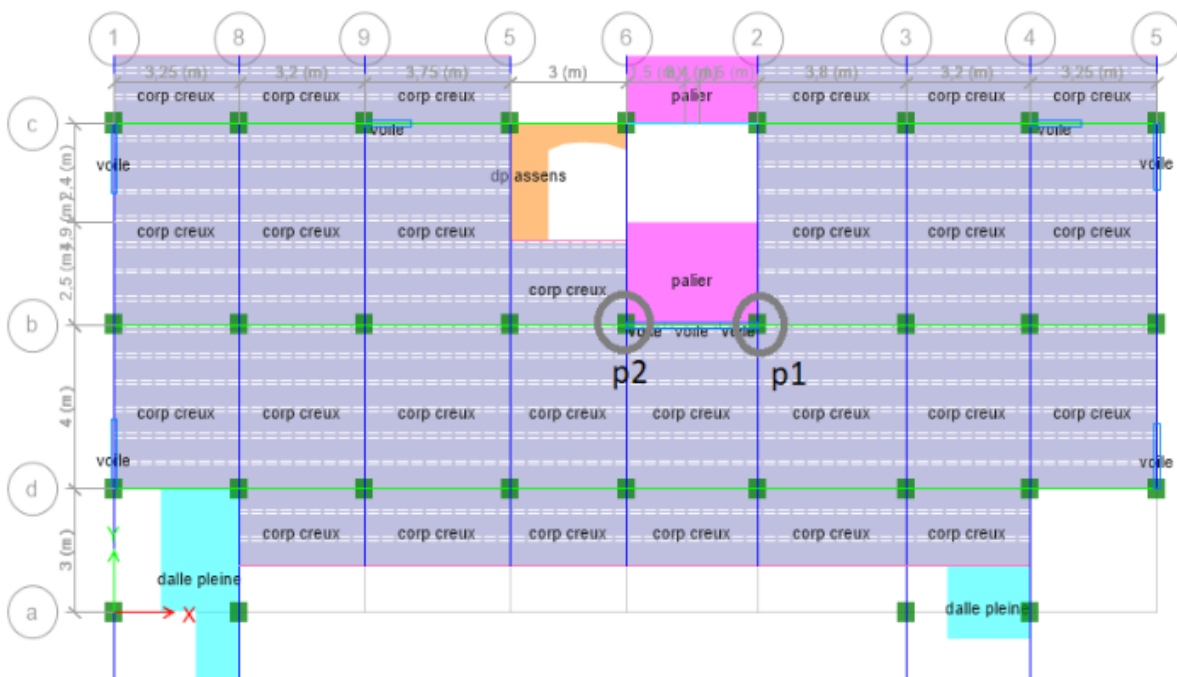 1 8 9 5 6 2 3 4 5
3,25 (m) 3,2 (m) 3,75 (m) 3 (m) 3,8 (m) 3,2 (m) 3,25 (m)
corp creux corp creux corp creux palier corp creux corp creux corp creux
c
voile voile
voile voile
2,4 (m)
dp assens
corp creux corp creux corp creux corp creux corp creux corp creux
2,5 (m)
palier
corp creux
b
voile voile voile
p2 p1
4 (m)
corp creux corp creux corp creux corp creux corp creux corp creux corp creux corp creux
voile voile
d
3 (m)
corp creux corp creux corp creux corp creux corp creux corp creux
Y
dalle pleine
a
X
dalle pleine